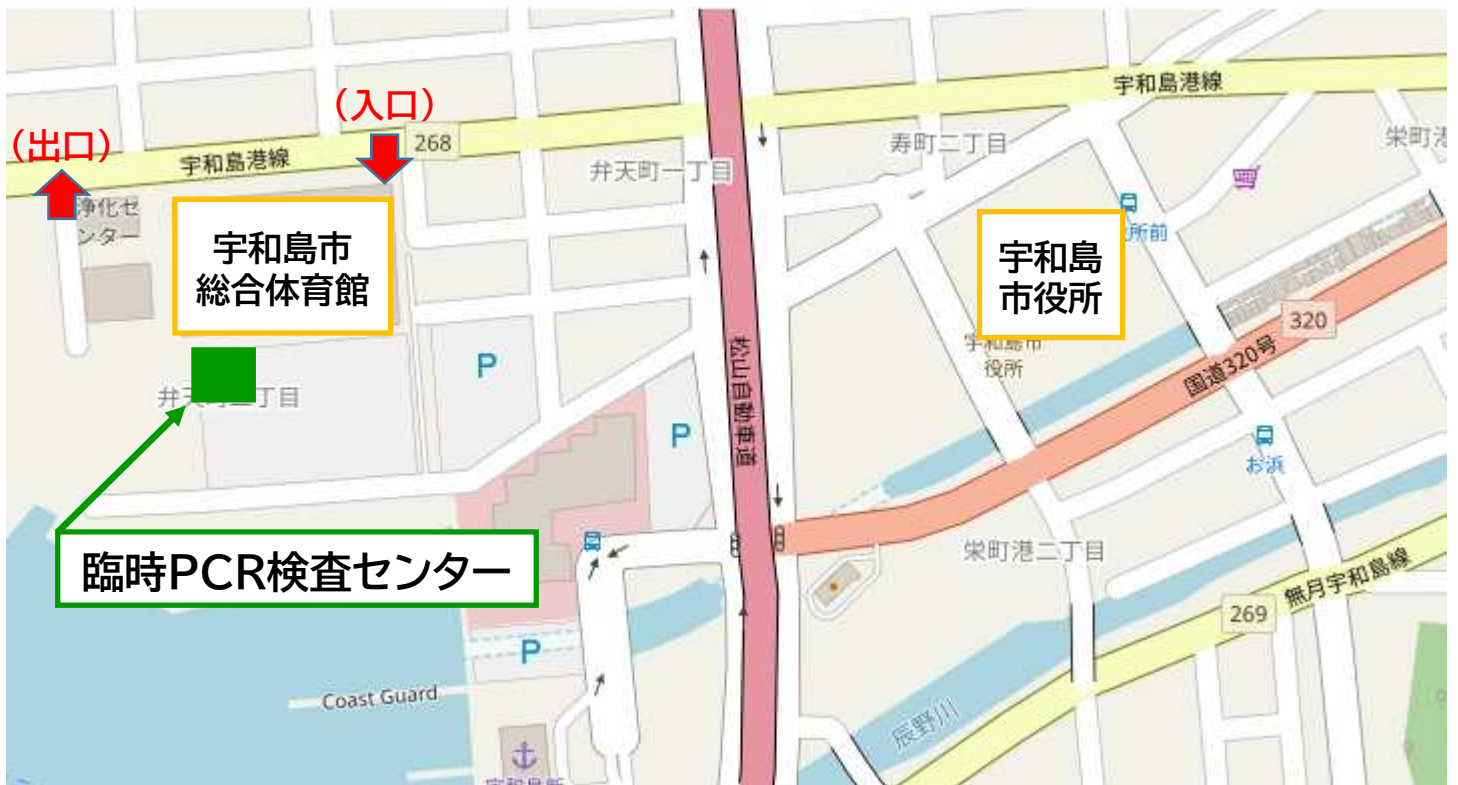 宇和島港線
(入口)
(出口)
268
宇和島港線
寿町二丁目
栄町港
弁天町一丁目
浄化セ
ンター
宇和島市
総合体育館
宇和島
市役所
所前
320
宇和島市
役所
国道320号
P
松山自動車道
弁天町二丁目
P
お浜
臨時PCR検査センター
栄町港二丁目
無月宇和島線
269
P
Coast Guard
辰野川